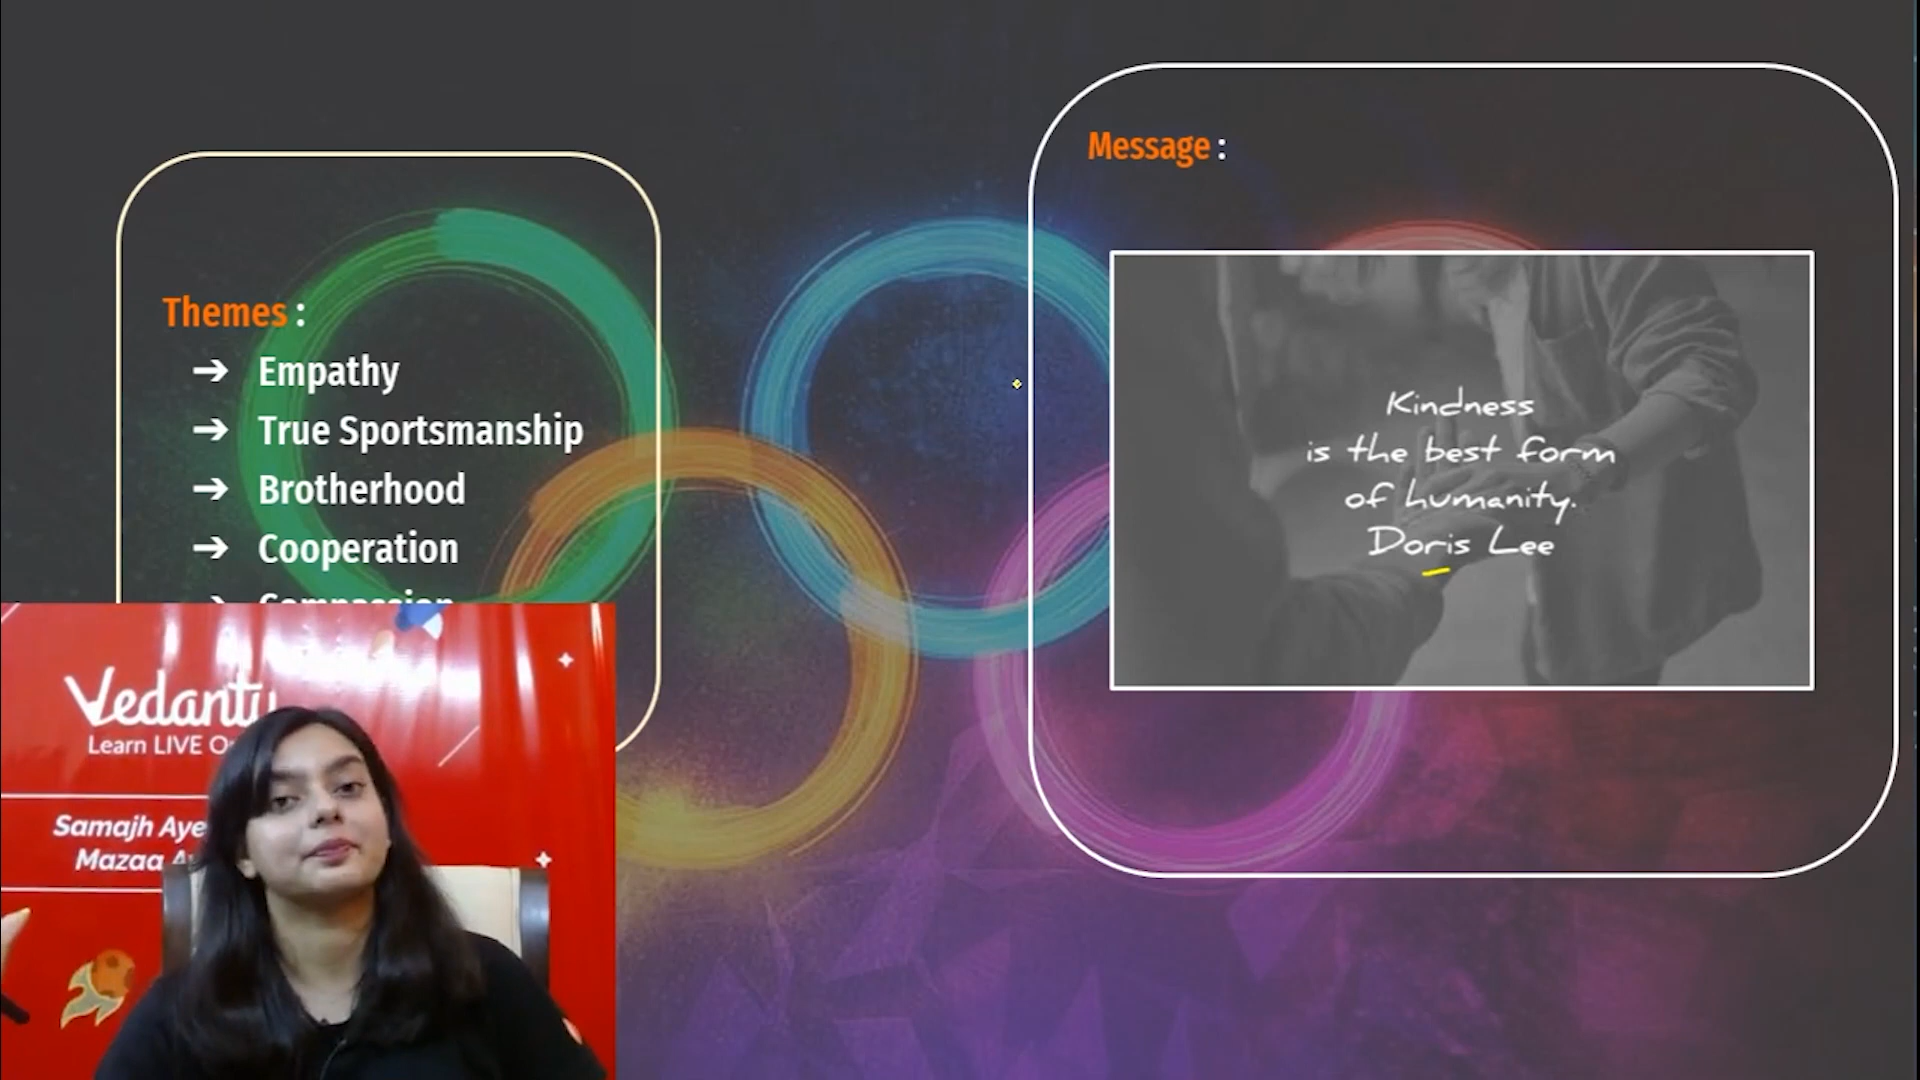 Message :
Themes :
➔ Empathy
➔ True Sportsmanship
➔ Brotherhood
➔ Cooperation
➔ Compassion
Kindness
is the best form
of humanity.
Doris Lee
Vedantu
Learn LIVE
Samajh Aye
Mazaa